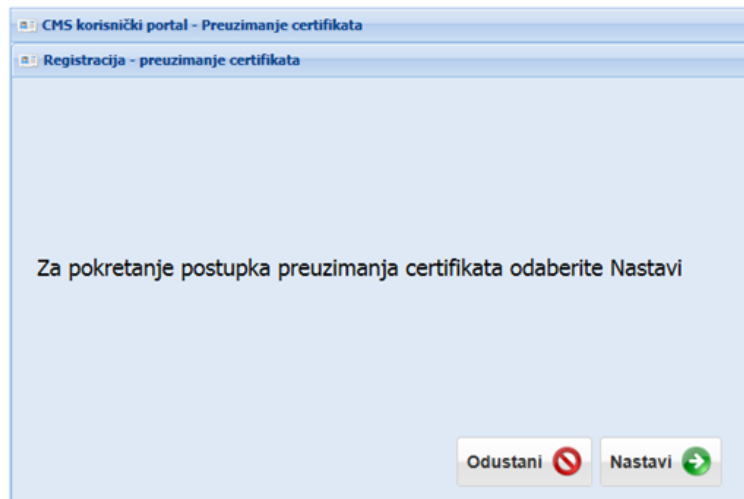 CMS korisnički portal - Preuzimanje certifikata
Registracija - preuzimanje certifikata
Za pokretanje postupka preuzimanja certifikata odaberite Nastavi
Odustani
Nastavi